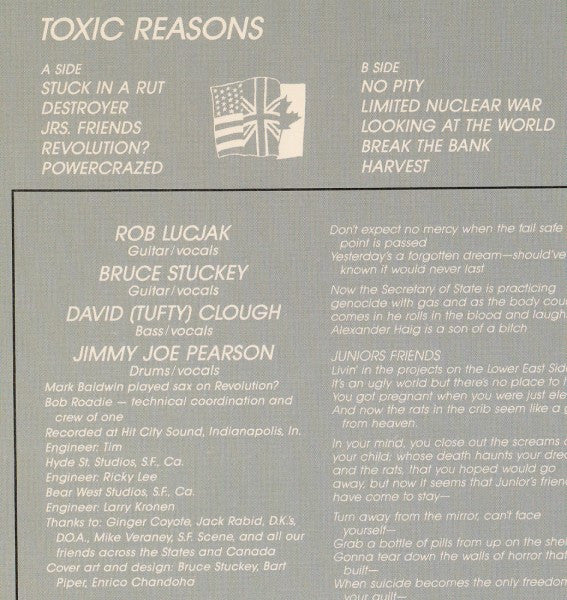 TOXIC REASONS
A SIDE
STUCK IN A RUT
DESTROYER
JRS. FRIENDS
REVOLUTION?
POWERCRAZED
B SIDE
NO PITY
LIMITED NUCLEAR WAR
LOOKING AT THE WORLD
BREAK THE BANK
HARVEST
ROB LUCJAK
Guitar/vocals
BRUCE STUCKEY
Guitar/vocals
DAVID (TUFTY) CLOUGH
Bass/vocals
JIMMY JOE PEARSON
Drums/vocals
Mark Baldwin played sax on Revolution?
Bob Roadie — technical coordination and
crew of one
Recorded at Hit City Sound, Indianapolis, In.
Engineer: Tim
Hyde St. Studios, S.F., Ca.
Engineer: Ricky Lee
Bear West Studios, S.F., Ca.
Engineer: Larry Kronen
Thanks to: Ginger Coyote, Jack Rabid, D.K.'s,
D.O.A., Mike Veraney, S.F. Scene, and all our
friends across the States and Canada
Cover art and design: Bruce Stuckey, Bart
Piper, Enrico Chandoha
Don't expect no mercy when the fail safe
point is passed
Yesterday's a forgotten dream—should've
known it would never last
Now the Secretary of State is practicing
genocide with gas and as the body cou
comes in he rolls in the blood and laugh
Alexander Haig is a son of a bitch
JUNIORS FRIENDS
Livin' in the projects on the Lower East Sid
It's an ugly world but there's no place to
You got pregnant when you were just ele
And now the rats in the crib seem like a
from heaven.
In your mind, you close out the screams
your child; whose death haunts your dre
and the rats, that you hoped would go
away, but now it seems that Junior's frien
have come to stay—
Turn away from the mirror, can't face
yourself—
Grab a bottle of pills from up on the shel
Gonna tear down the walls of horror tha
built—
When suicide becomes the only freedo
your guilt—